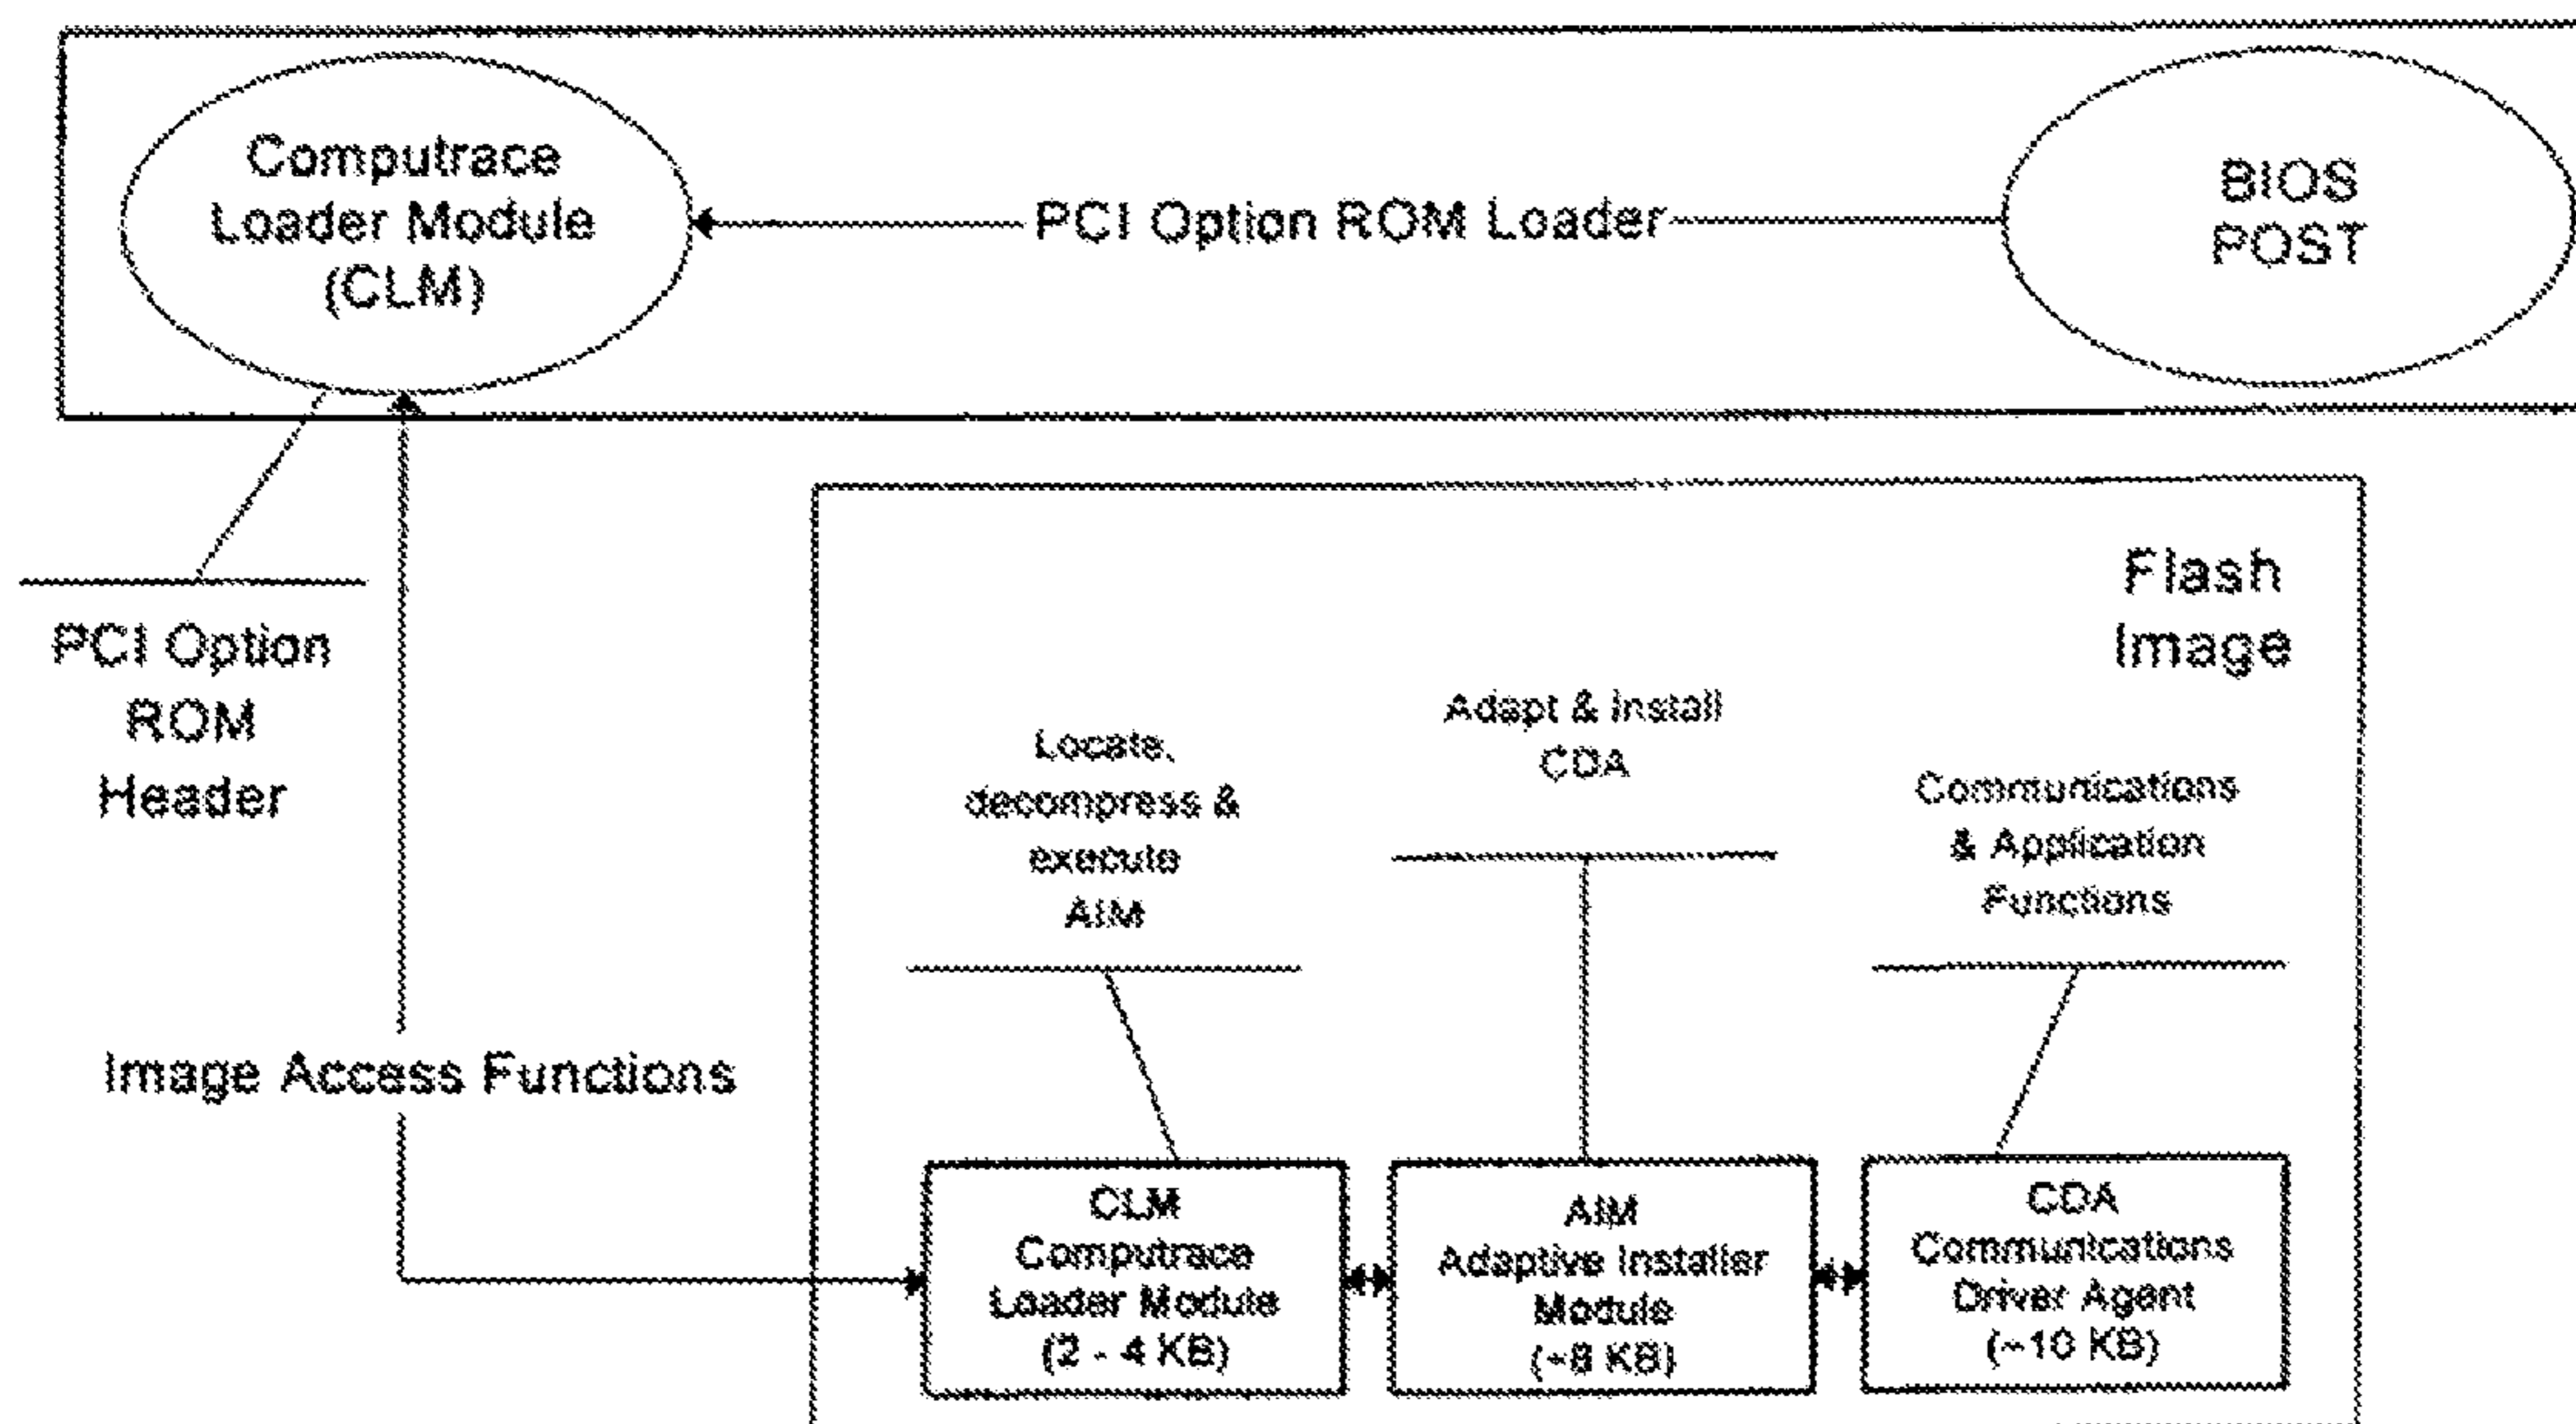 Computrace
Loader Module
(CLM)
PCI Option ROM Loader
BIOS
POST
PCI Option
ROM
Header
Flash
Image
Locate,
decompress &
execute
AIM
Adapt & Install
CDA
Communications
& Application
Functions
Image Access Functions
CLM
Computrace
Loader Module
(2 - 4 KB)
AIM
Adaptive Installer
Module
(~8 KB)
CDA
Communications
Driver Agent
(~10 KB)